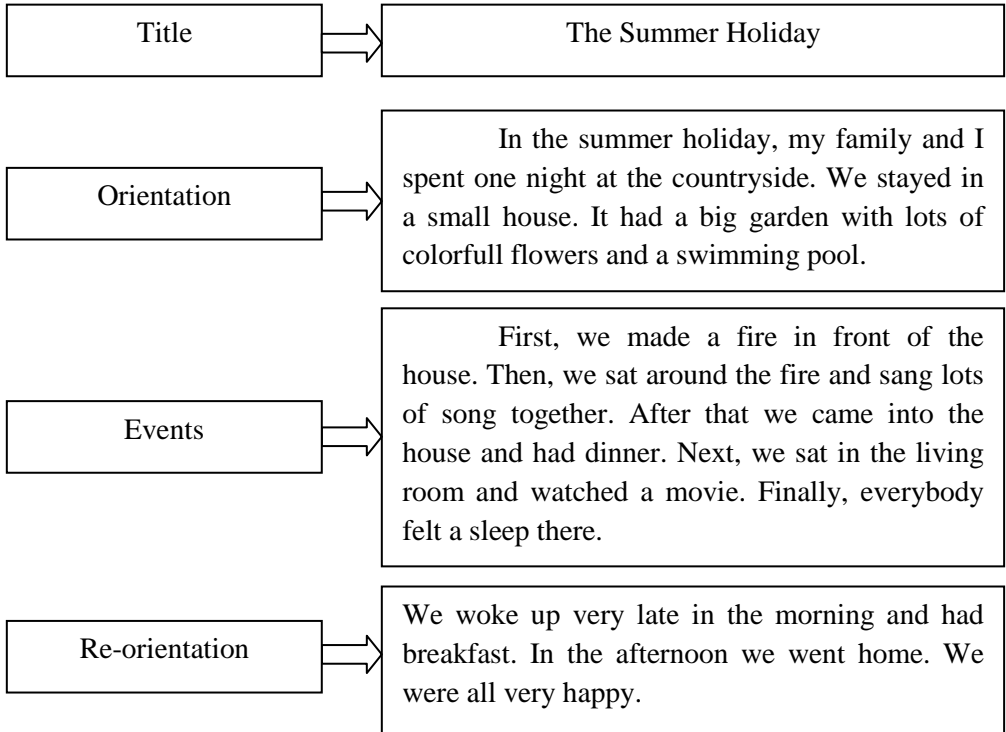 Title
The Summer Holiday
Orientation
In the summer holiday, my family and I
spent one night at the countryside. We stayed in
a small house. It had a big garden with lots of
colorfull flowers and a swimming pool.
Events
First, we made a fire in front of the
house. Then, we sat around the fire and sang lots
of song together. After that we came into the
house and had dinner. Next, we sat in the living
room and watched a movie. Finally, everybody
felt a sleep there.
Re-orientation
We woke up very late in the morning and had
breakfast. In the afternoon we went home. We
were all very happy.